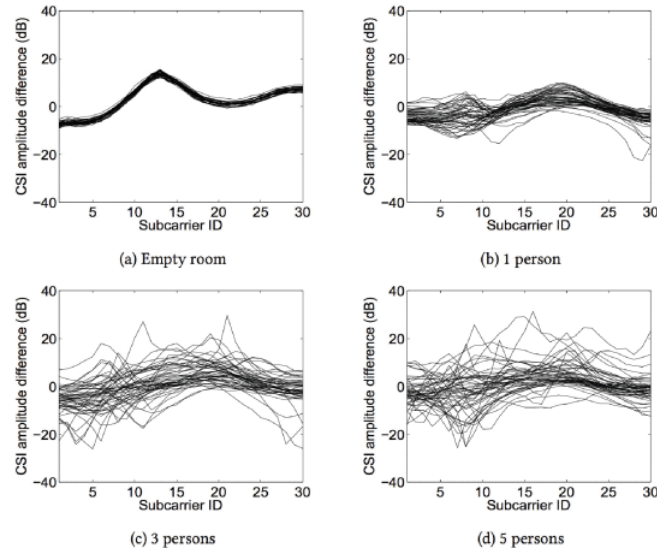 40
20
0
−20
−40
CSI amplitude difference (dB)
5 10 15 20 25 30
Subcarrier ID
(a) Empty room
40
20
0
−20
−40
CSI amplitude difference (dB)
5 10 15 20 25 30
Subcarrier ID
(b) 1 person
40
20
0
−20
−40
CSI amplitude difference (dB)
5 10 15 20 25 30
Subcarrier ID
(c) 3 persons
40
20
0
−20
−40
CSI amplitude difference (dB)
5 10 15 20 25 30
Subcarrier ID
(d) 5 persons